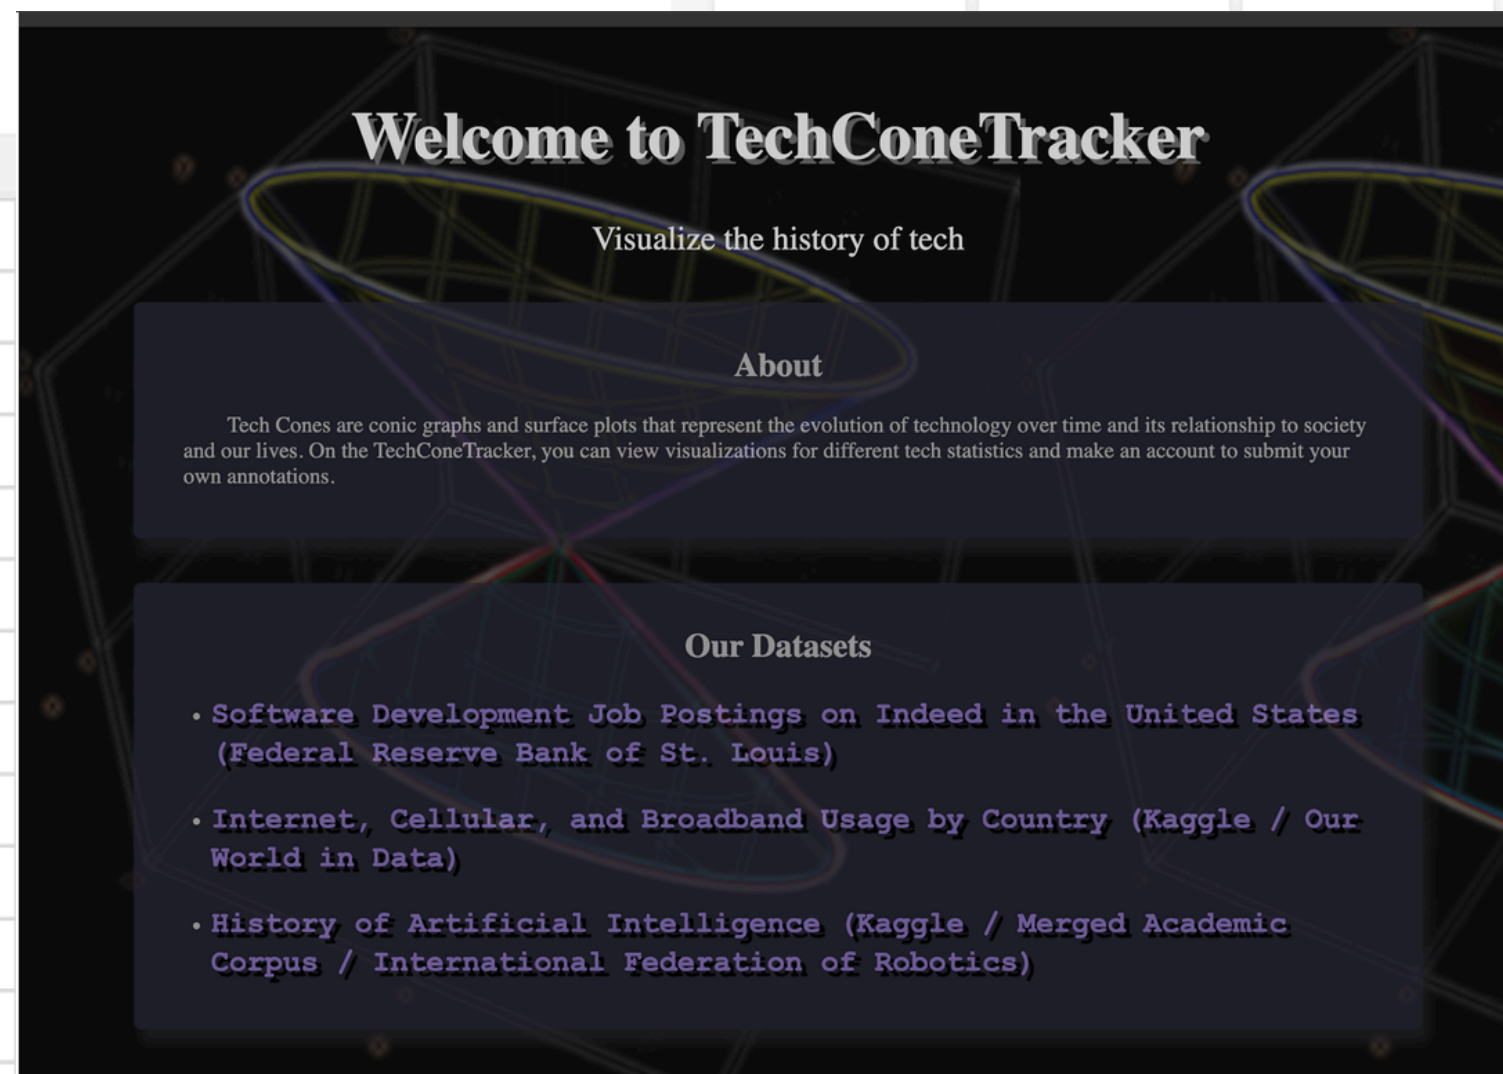 Welcome to TechConeTracker
Visualize the history of tech
About
Tech Cones are conic graphs and surface plots that represent the evolution of technology over time and its relationship to society
and our lives. On the TechConeTracker, you can view visualizations for different tech statistics and make an account to submit your
own annotations.
Our Datasets
• Software Development Job Postings on Indeed in the United States
(Federal Reserve Bank of St. Louis)
• Internet, Cellular, and Broadband Usage by Country (Kaggle / Our
World in Data)
• History of Artificial Intelligence (Kaggle / Merged Academic
Corpus / International Federation of Robotics)